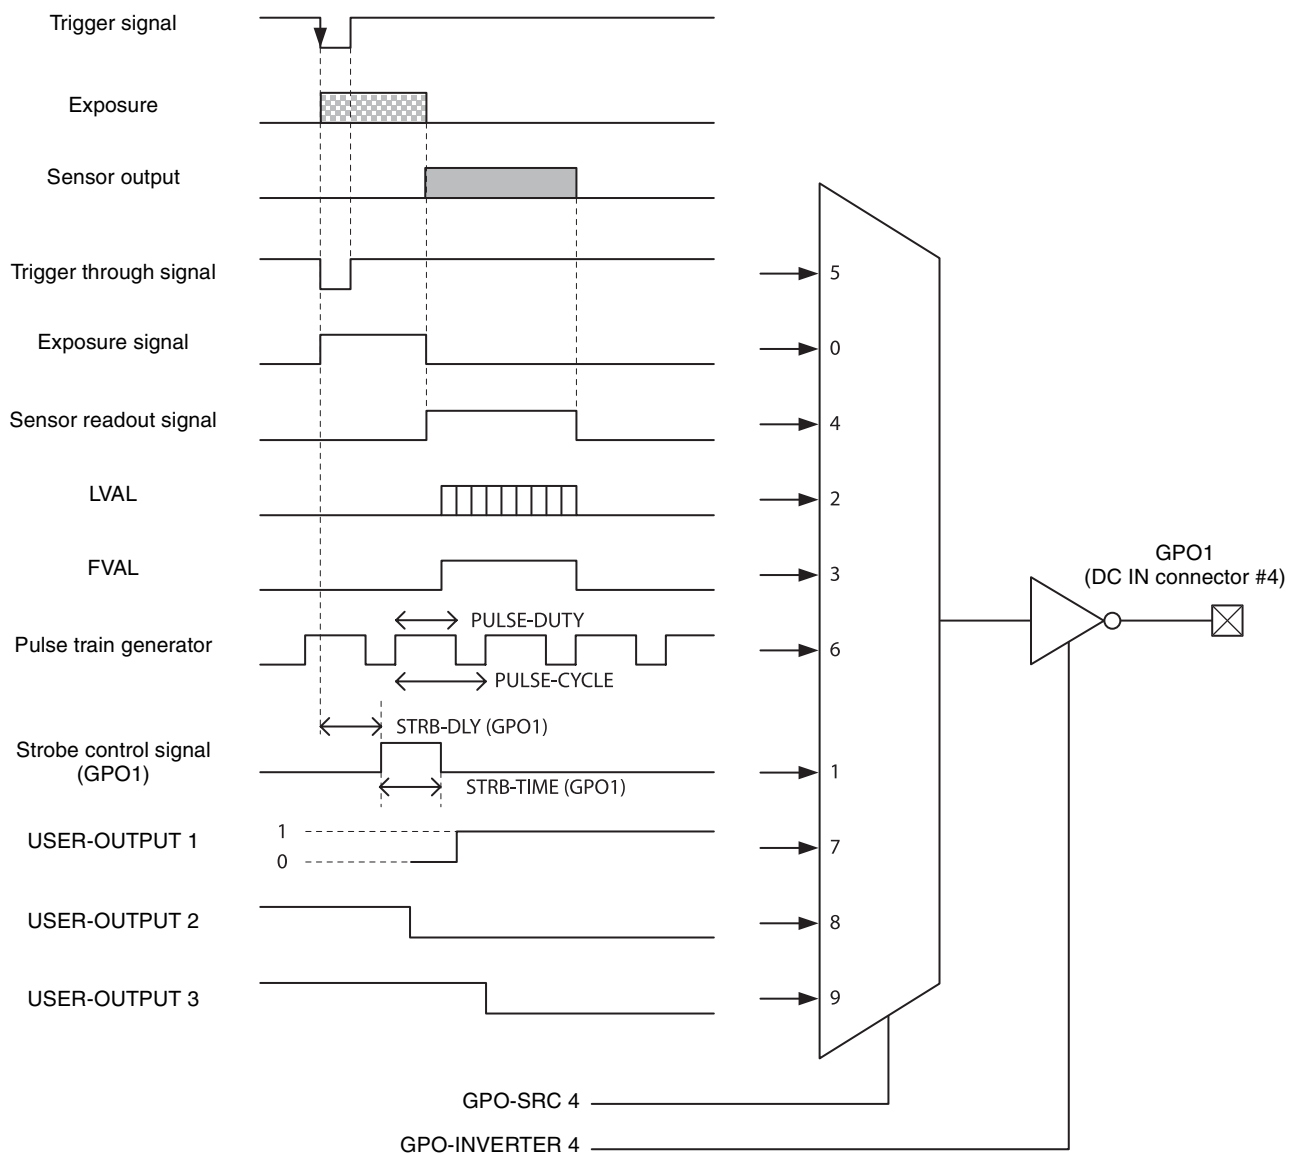 Trigger signal
Exposure
Sensor output
Trigger through signal
5
Exposure signal
0
Sensor readout signal
4
LVAL
2
FVAL
3
GPO1
(DC IN connector #4)
PULSE-DUTY
Pulse train generator
6
PULSE-CYCLE
STRB-DLY (GPO1)
Strobe control signal
(GPO1)
1
STRB-TIME (GPO1)
USER-OUTPUT 1
1
0
7
USER-OUTPUT 2
8
USER-OUTPUT 3
9
GPO-SRC 4
GPO-INVERTER 4